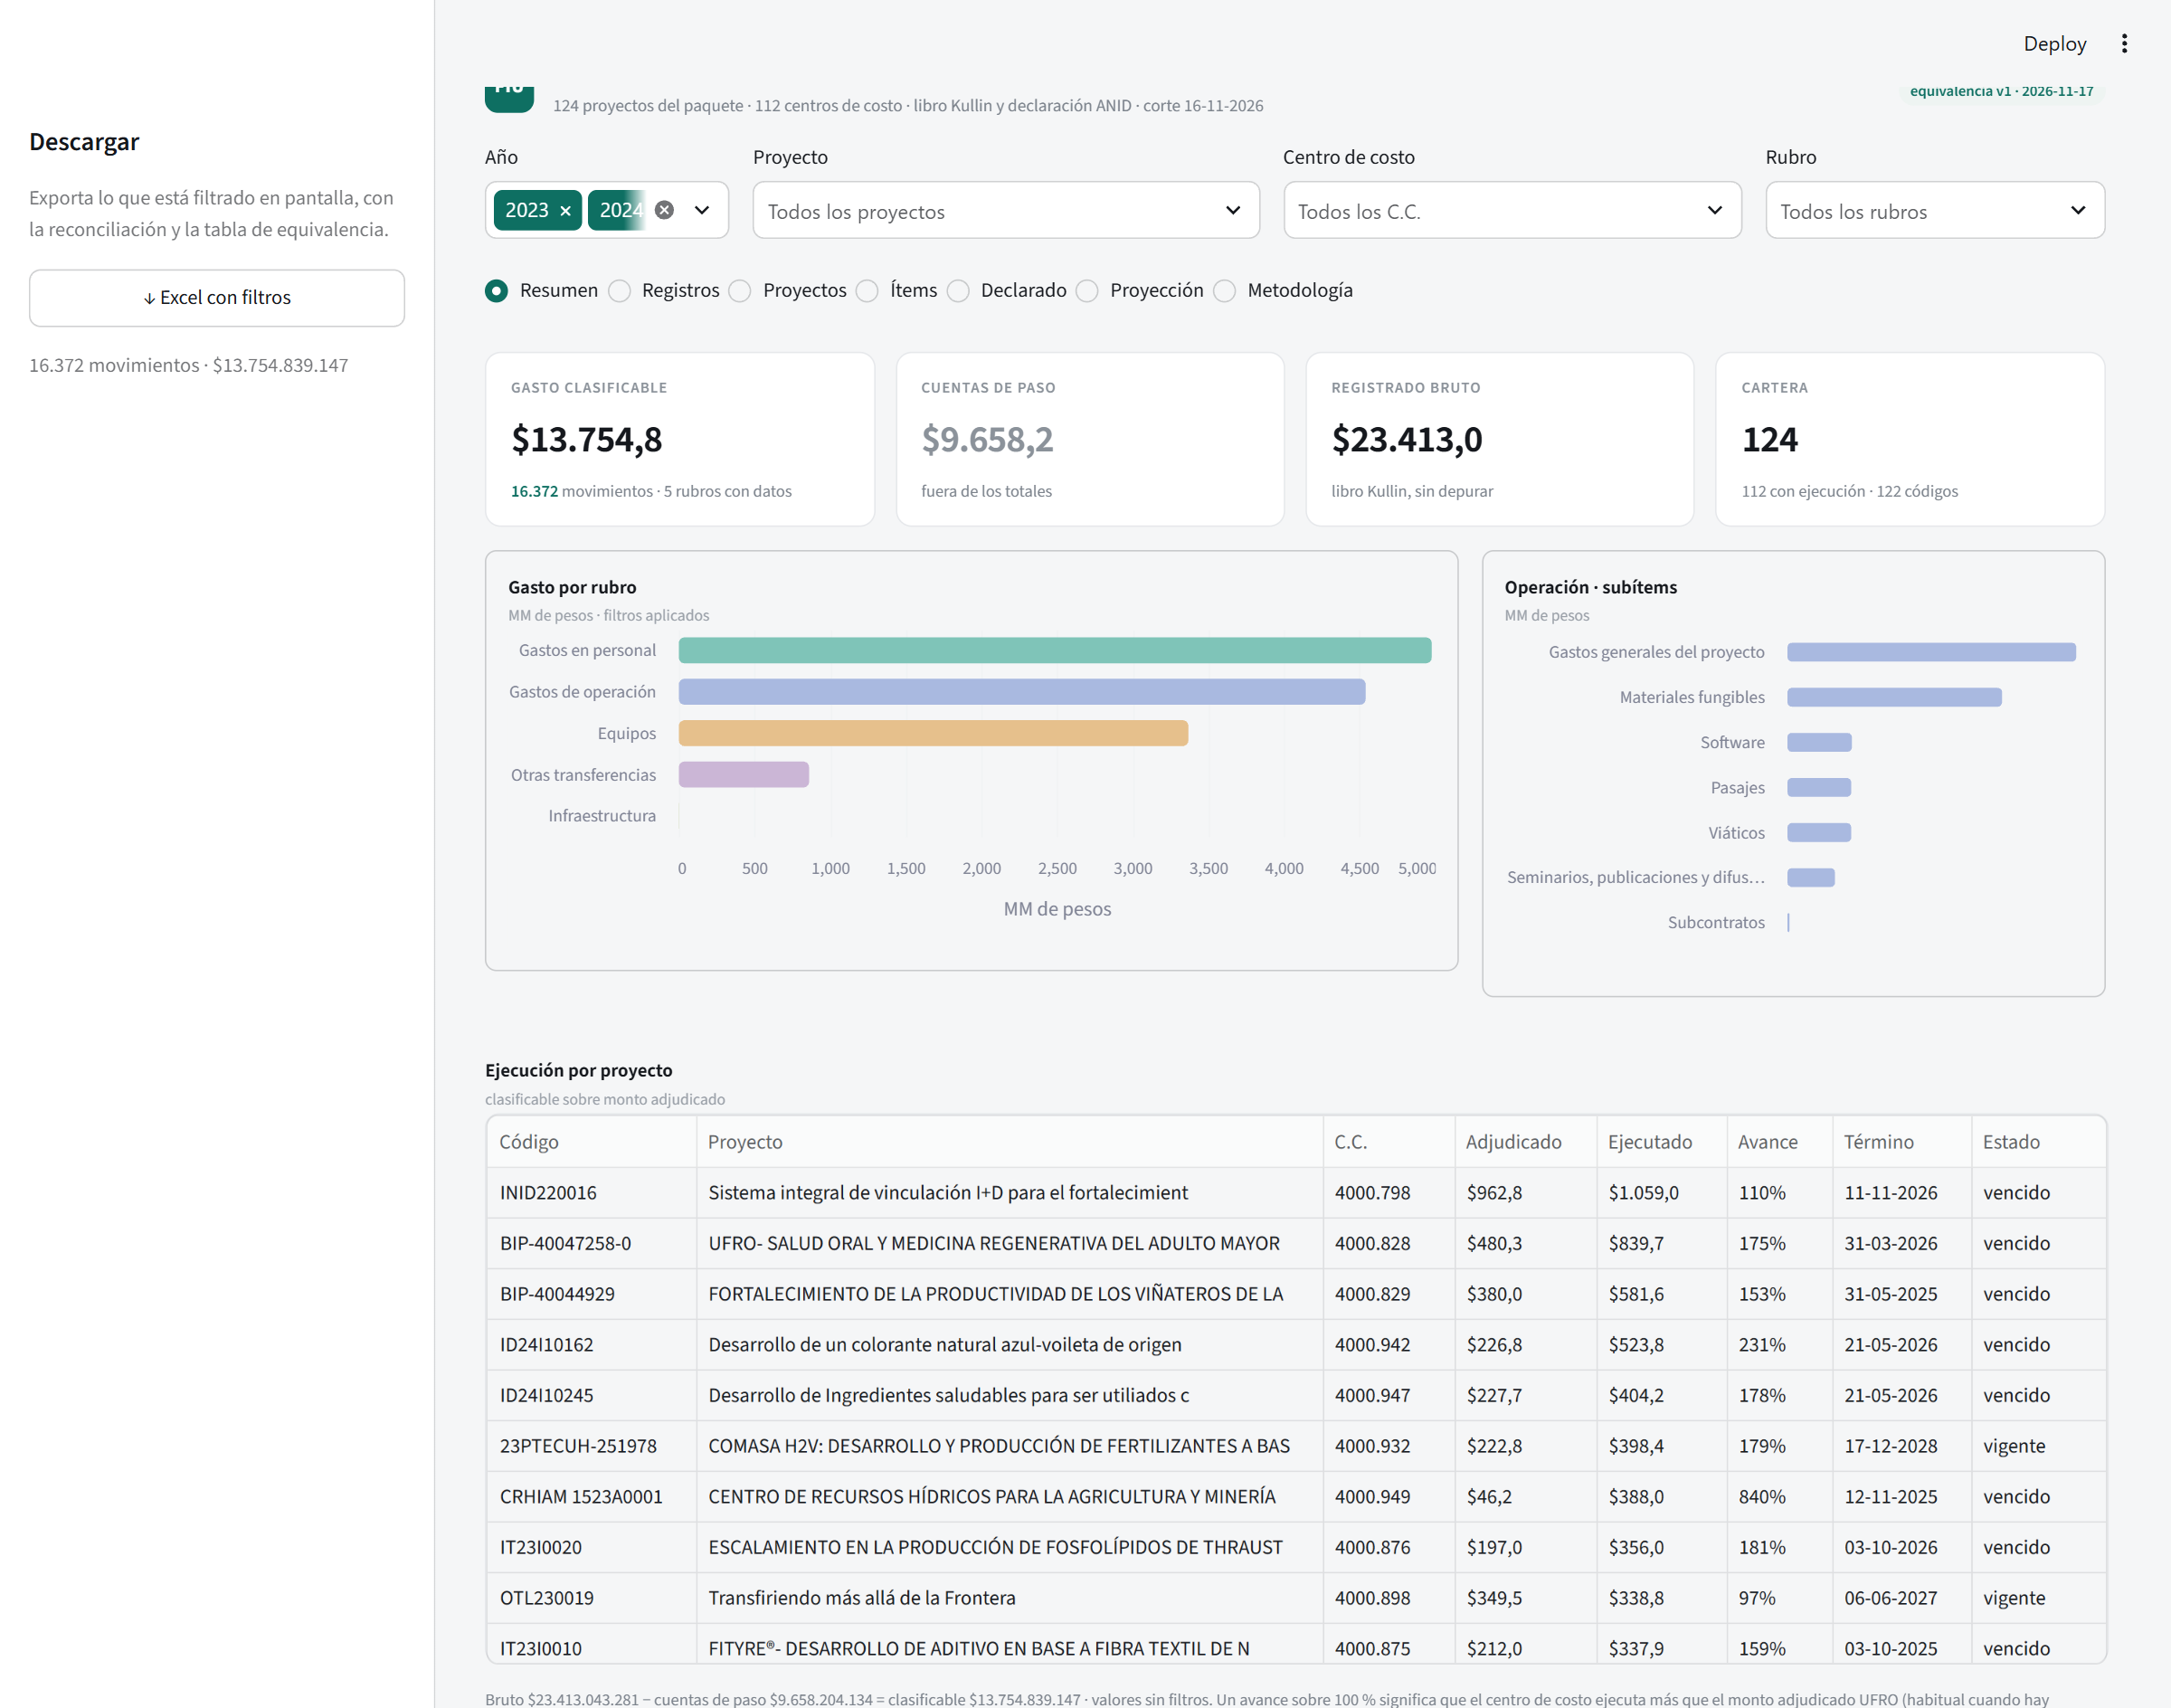 Deploy
Descargar
Exporta lo que está filtrado en pantalla, con
la reconciliación y la tabla de equivalencia.
↓ Excel con filtros
16.372 movimientos · $13.754.839.147
124 proyectos del paquete · 112 centros de costo · libro Kullin y declaración ANID · corte 16-11-2026
equivalencia v1 · 2026-11-17
Año
Proyecto
Centro de costo
Rubro
2023 × 2024
Todos los proyectos
Todos los C.C.
Todos los rubros
Resumen Registros Proyectos Ítems Declarado Proyección Metodología
GASTO CLASIFICABLE
$13.754,8
16.372 movimientos · 5 rubros con datos
CUENTAS DE PASO
$9.658,2
fuera de los totales
REGISTRADO BRUTO
$23.413,0
libro Kullin, sin depurar
CARTERA
124
112 con ejecución · 122 códigos
Gasto por rubro
MM de pesos · filtros aplicados
Gastos en personal
Gastos de operación
Equipos
Otras transferencias
Infraestructura
0 500 1,000 1,500 2,000 2,500 3,000 3,500 4,000 4,500 5,000
MM de pesos
Operación · subítems
MM de pesos
Gastos generales del proyecto
Materiales fungibles
Software
Pasajes
Viáticos
Seminarios, publicaciones y difus...
Subcontratos
Ejecución por proyecto
clasificable sobre monto adjudicado
Código Proyecto C.C. Adjudicado Ejecutado Avance Término Estado
INID220016 Sistema integral de vinculación I+D para el fortalecimient 4000.798 $962,8 $1.059,0 110% 11-11-2026 vencido
BIP-40047258-0 UFRO- SALUD ORAL Y MEDICINA REGENERATIVA DEL ADULTO MAYOR 4000.828 $480,3 $839,7 175% 31-03-2026 vencido
BIP-40044929 FORTALECIMIENTO DE LA PRODUCTIVIDAD DE LOS VIÑATEROS DE LA 4000.829 $380,0 $581,6 153% 31-05-2025 vencido
ID24I10162 Desarrollo de un colorante natural azul-voileta de origen 4000.942 $226,8 $523,8 231% 21-05-2026 vencido
ID24I10245 Desarrollo de Ingredientes saludables para ser utiliados c 4000.947 $227,7 $404,2 178% 21-05-2026 vencido
23PTECUH-251978 COMASA H2V: DESARROLLO Y PRODUCCIÓN DE FERTILIZANTES A BAS 4000.932 $222,8 $398,4 179% 17-12-2028 vigente
CRHIAM 1523A0001 CENTRO DE RECURSOS HÍDRICOS PARA LA AGRICULTURA Y MINERÍA 4000.949 $46,2 $388,0 840% 12-11-2025 vencido
IT23I0020 ESCALAMIENTO EN LA PRODUCCIÓN DE FOSFOLÍPIDOS DE THRAUST 4000.876 $197,0 $356,0 181% 03-10-2026 vencido
OTL230019 Transfiriendo más allá de la Frontera 4000.898 $349,5 $338,8 97% 06-06-2027 vigente
IT23I0010 FITYRE®- DESARROLLO DE ADITIVO EN BASE A FIBRA TEXTIL DE N 4000.875 $212,0 $337,9 159% 03-10-2025 vencido
Bruto $23.413.043.281 − cuentas de paso $9.658.204.134 = clasificable $13.754.839.147 · valores sin filtros. Un avance sobre 100 % significa que el centro de costo ejecuta más que el monto adjudicado UFRO (habitual cuando hay